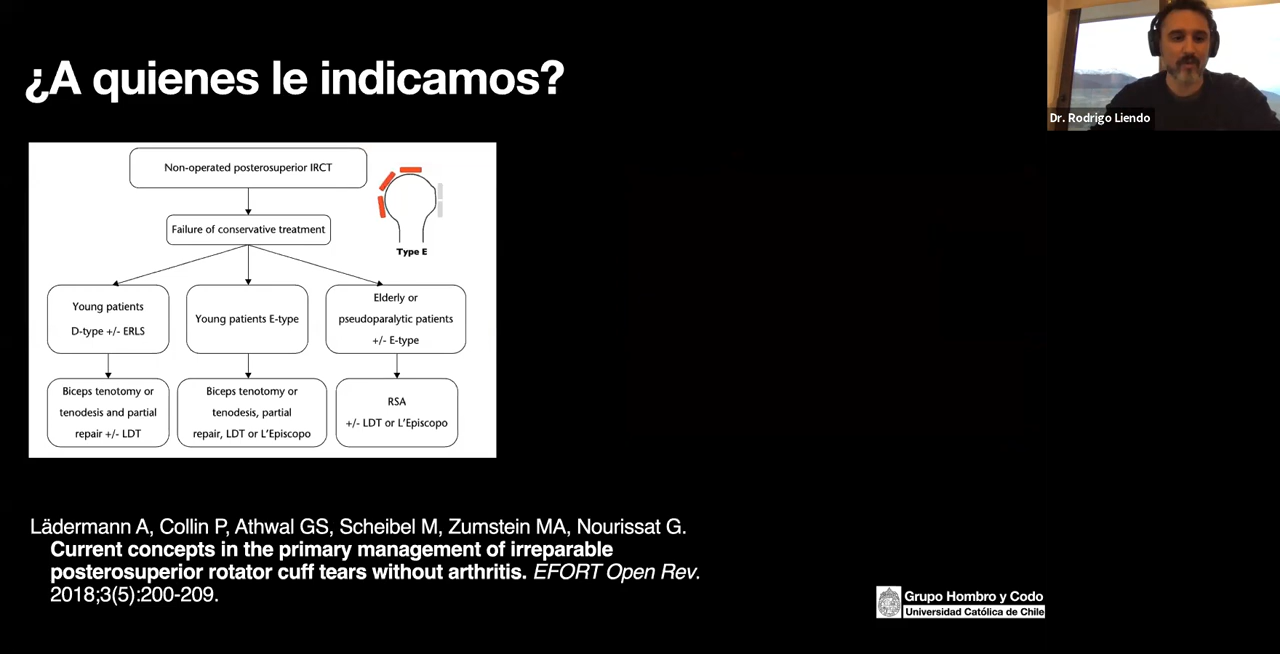 ¿A quienes le indicamos?
Dr. Rodrigo Liendo
Non-operated posterosuperior IRCT
Failure of conservative treatment
Type E
Young patients
D-type +/- ERLS
Young patients E-type
Elderly or
pseudoparalytic patients
+/- E-type
Biceps tenotomy or
tenodesis and partial
repair +/- LDT
Biceps tenotomy or
tenodesis, partial
repair, LDT or L'Episcopo
RSA
+/- LDT or L'Episcopo
Lädermann A, Collin P, Athwal GS, Scheibel M, Zumstein MA, Nourissat G.
Current concepts in the primary management of irreparable
posterosuperior rotator cuff tears without arthritis. EFORT Open Rev.
2018;3(5):200-209.
Grupo Hombro y Codo
Universidad Católica de Chile